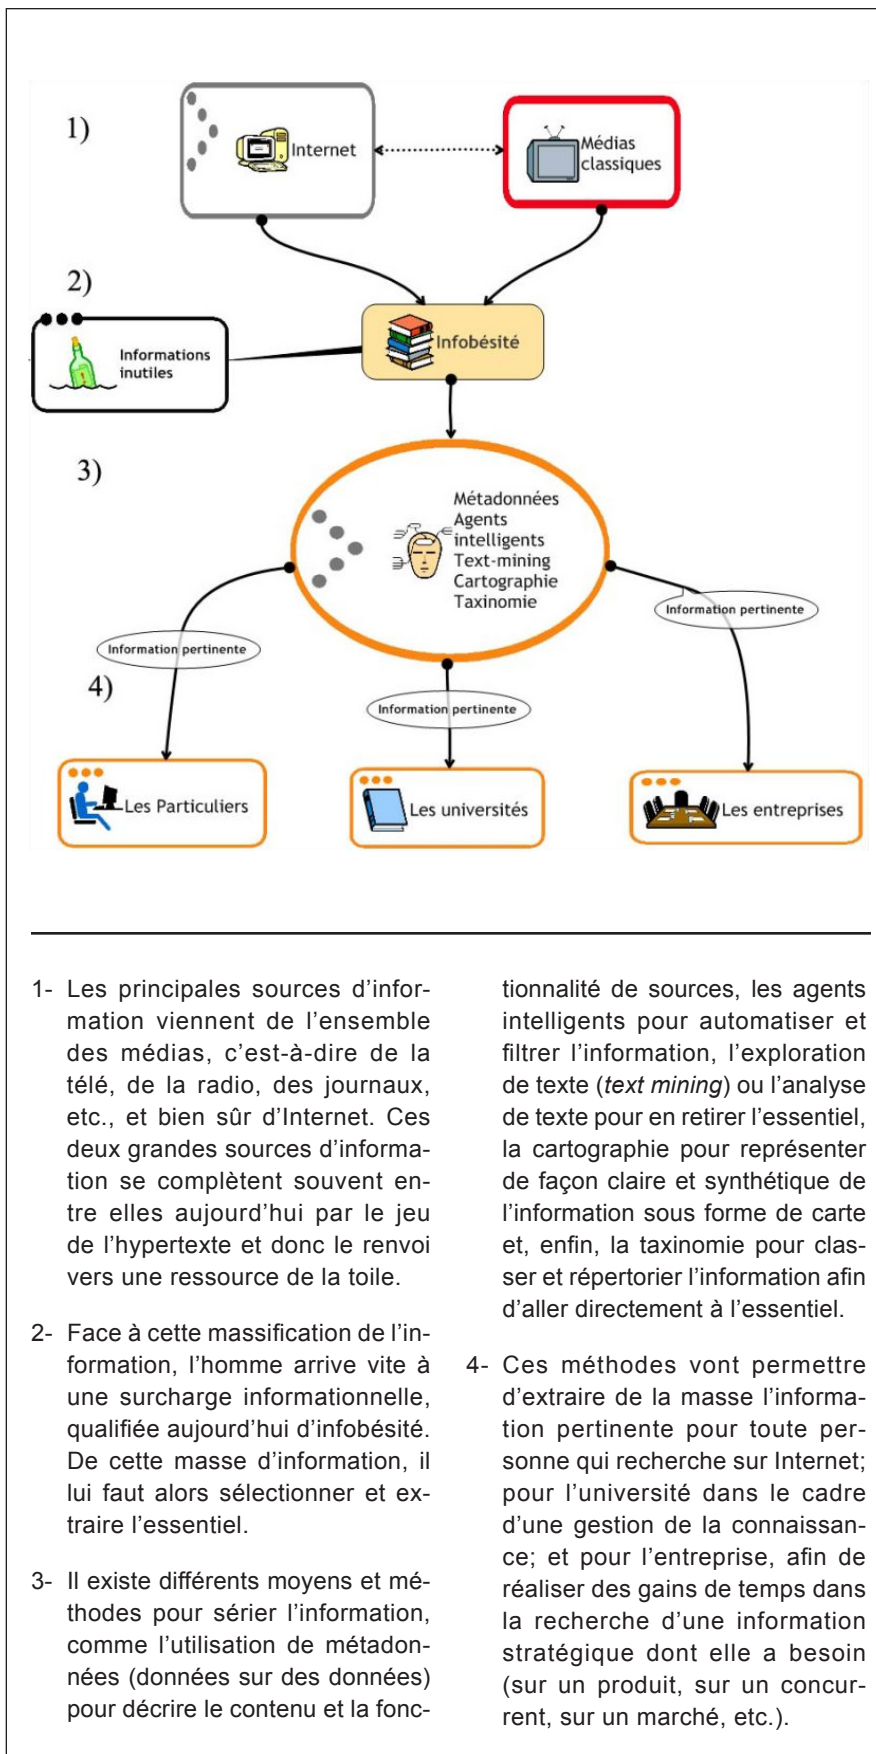 1)
Internet
Médias
classiques
2)
Informations
inutiles
Infobésité
3)
Métadonnées
Agents
intelligents
Text-mining
Cartographie
Taxinomie
Information pertinente
Information pertinente
4)
Information pertinente
Les Particuliers
Les universités
Les entreprises
1- Les principales sources d’infor-
mation viennent de l’ensemble
des médias, c’est-à-dire de la
télé, de la radio, des journaux,
etc., et bien sûr d’Internet. Ces
deux grandes sources d’informa-
tion se complètent souvent en-
tre elles aujourd’hui par le jeu
de l’hypertexte et donc le renvoi
vers une ressource de la toile.
2- Face à cette massification de l’in-
formation, l’homme arrive vite à
une surcharge informationnelle,
qualifiée aujourd’hui d’infobésité.
De cette masse d’information, il
lui faut alors sélectionner et ex-
traire l’essentiel.
3- Il existe différents moyens et mé-
thodes pour sérier l’information,
comme l’utilisation de métadon-
nées (données sur des données)
pour décrire le contenu et la fonc-
tionnalité de sources, les agents
intelligents pour automatiser et
filtrer l’information, l’exploration
de texte (text mining) ou l’analyse
de texte pour en retirer l’essentiel,
la cartographie pour représenter
de façon claire et synthétique de
l’information sous forme de carte
et, enfin, la taxinomie pour clas-
ser et répertorier l’information afin
d’aller directement à l’essentiel.
4- Ces méthodes vont permettre
d’extraire de la masse l’informa-
tion pertinente pour toute per-
sonne qui recherche sur Internet;
pour l’université dans le cadre
d’une gestion de la connaissan-
ce; et pour l’entreprise, afin de
réaliser des gains de temps dans
la recherche d’une information
stratégique dont elle a besoin
(sur un produit, sur un concur-
rent, sur un marché, etc.).